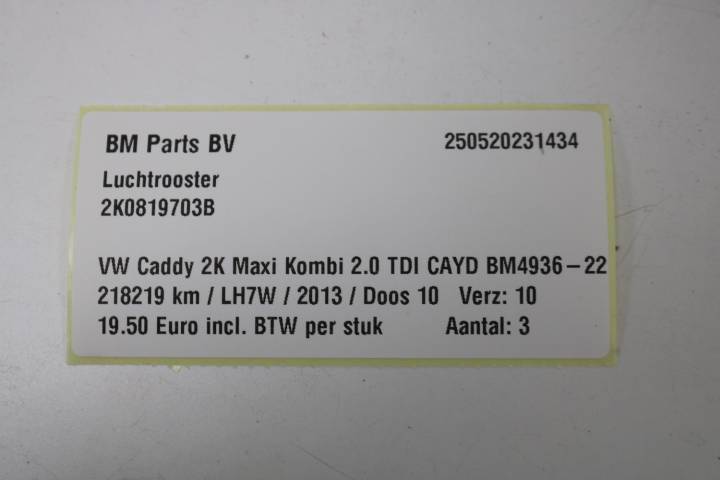 BM Parts BV 250520231434
Luchtrooster
2K0819703B
VW Caddy 2K Maxi Kombi 2.0 TDI CAYD BM4936-22
218219 km / LH7W / 2013 / Doos 10 Verz: 10
19.50 Euro incl. BTW per stuk Aantal: 3